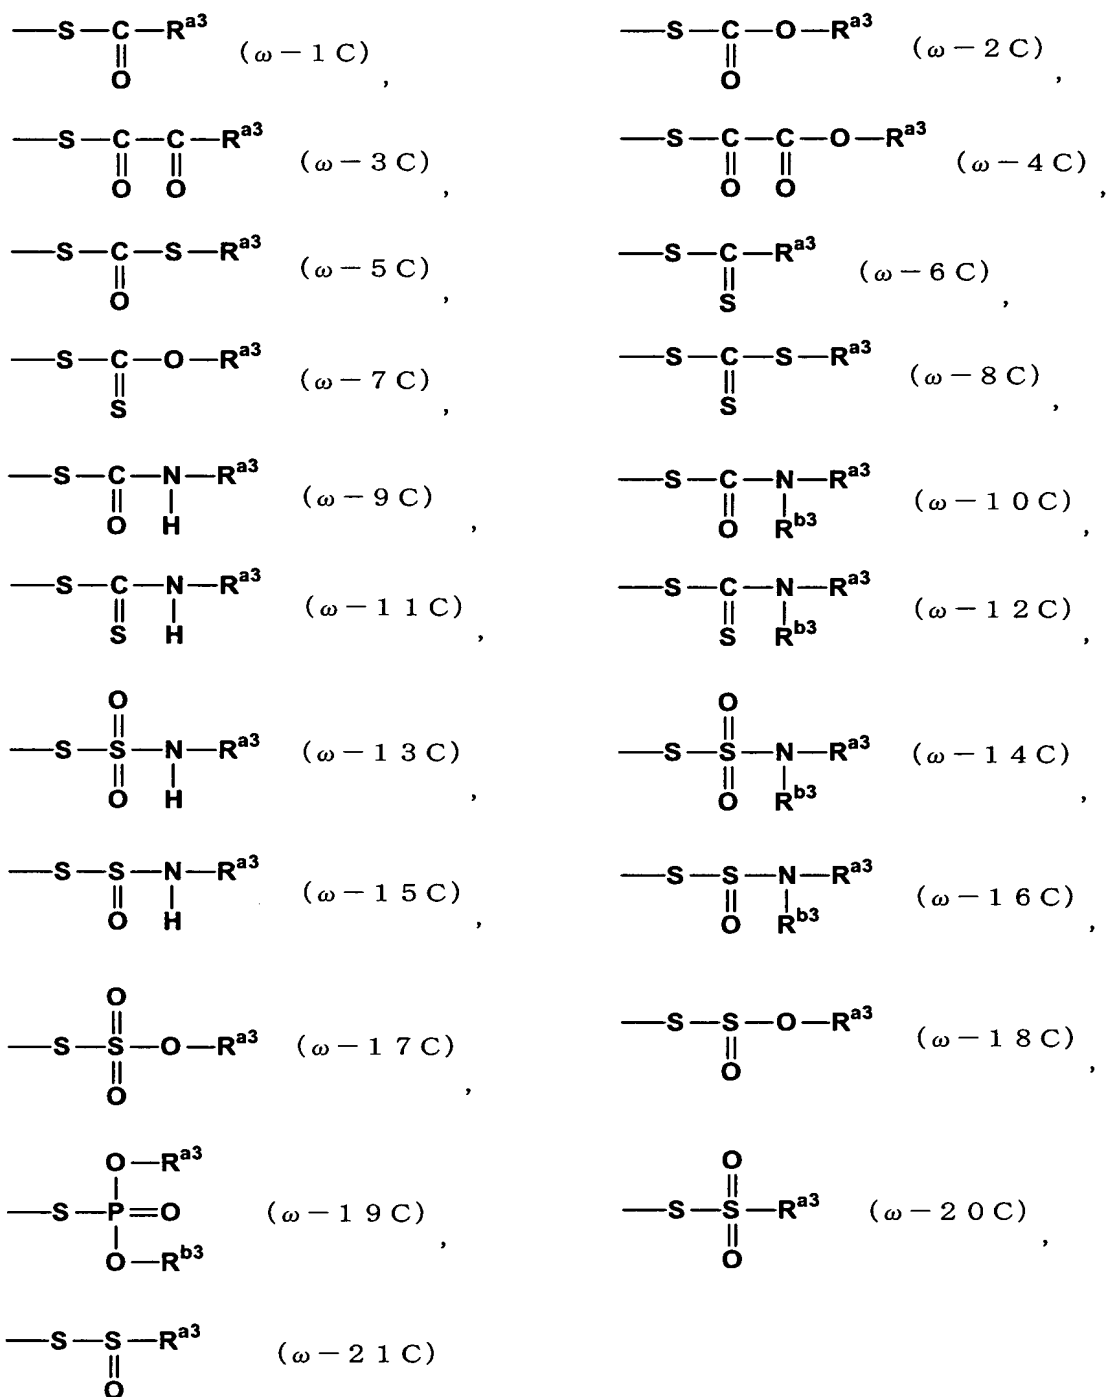 —S—C—R^a3 (ω-1C),
O
—S—C—O—R^a3 (ω-2C),
O
—S—C—C—R^a3 (ω-3C),
O O
—S—C—C—O—R^a3 (ω-4C),
O O
—S—C—S—R^a3 (ω-5C),
O
—S—C—R^a3 (ω-6C),
S
—S—C—O—R^a3 (ω-7C),
S
—S—C—S—R^a3 (ω-8C),
S
—S—C—N—R^a3 (ω-9C),
O H
—S—C—N—R^a3 (ω-10C),
O R^b3
—S—C—N—R^a3 (ω-11C),
S H
—S—C—N—R^a3 (ω-12C),
S R^b3
O
—S—S—N—R^a3 (ω-13C),
O H
O
—S—S—N—R^a3 (ω-14C),
O R^b3
—S—S—N—R^a3 (ω-15C),
O H
—S—S—N—R^a3 (ω-16C),
O R^b3
O
—S—S—O—R^a3 (ω-17C),
O
—S—S—O—R^a3 (ω-18C),
O
O—R^a3
—S—P=O (ω-19C),
O—R^b3
O
—S—S—R^a3 (ω-20C),
O
—S—S—R^a3 (ω-21C)
O